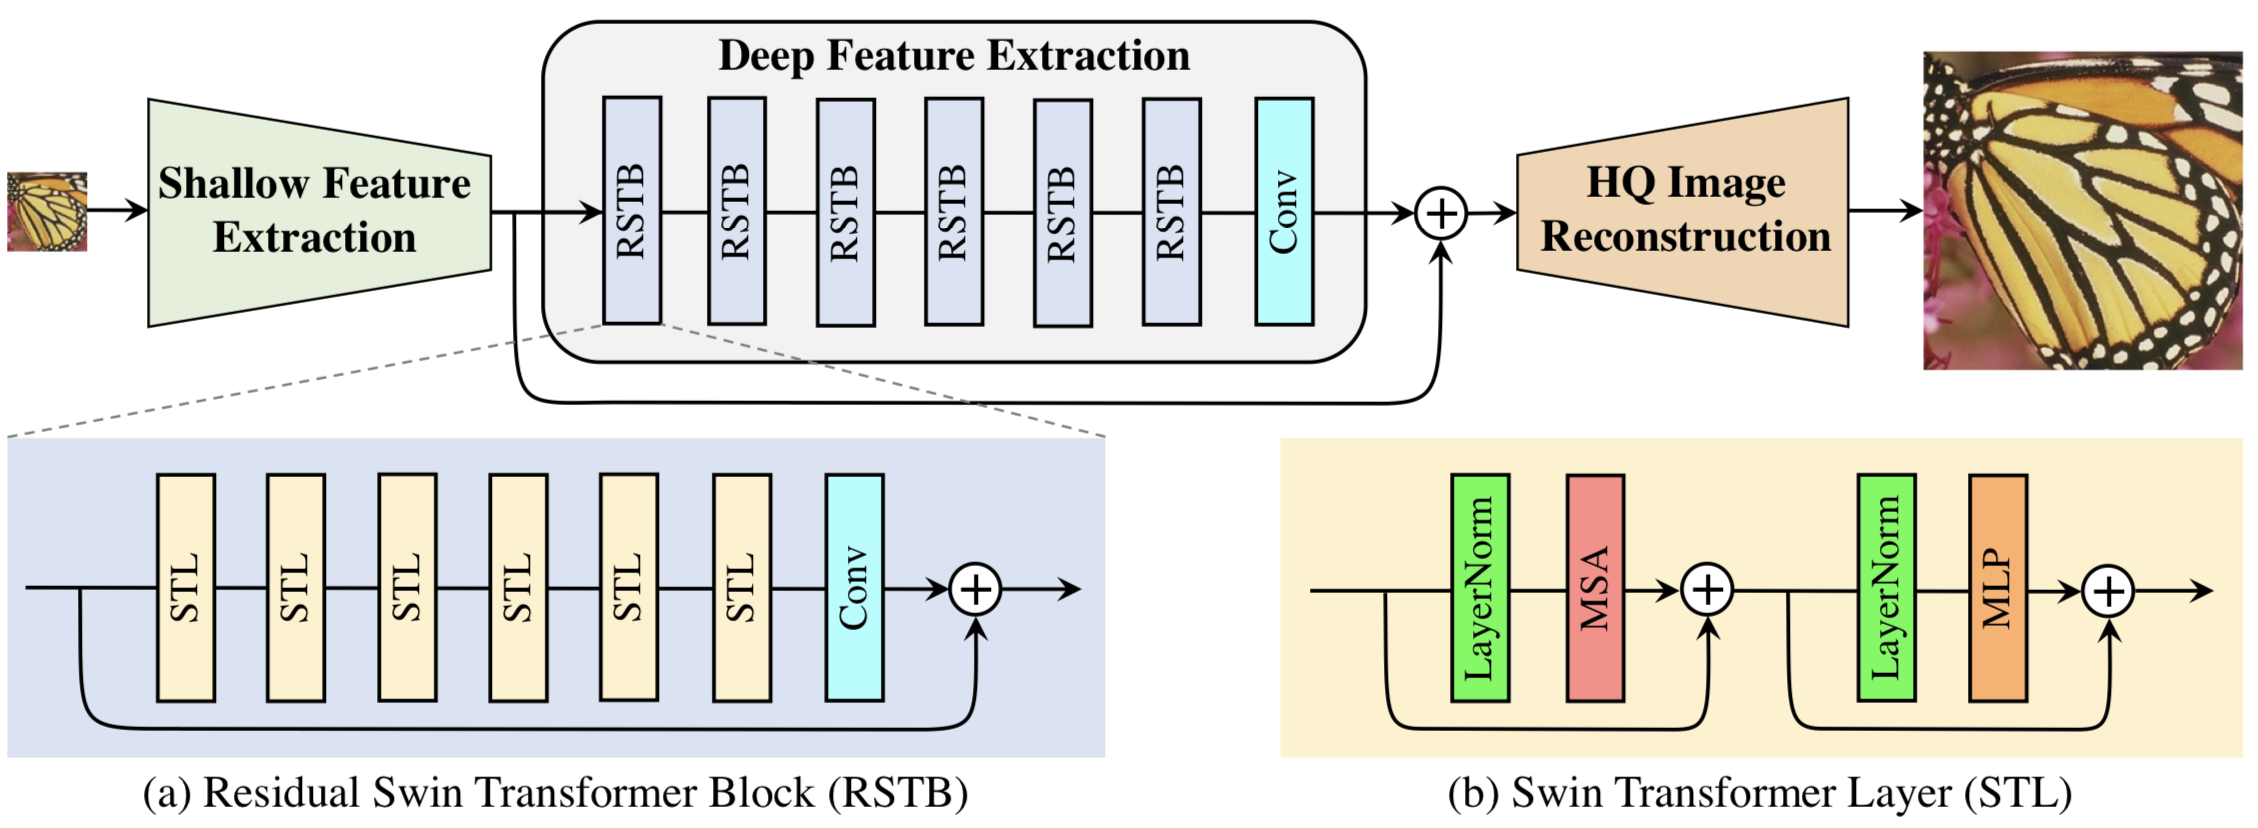 Deep Feature Extraction
Shallow Feature
Extraction
RSTB
RSTB
RSTB
RSTB
RSTB
RSTB
Conv
+
HQ Image
Reconstruction
STL
STL
STL
STL
STL
STL
Conv
+
(a) Residual Swin Transformer Block (RSTB)
LayerNorm
MSA
+
LayerNorm
MLP
+
(b) Swin Transformer Layer (STL)